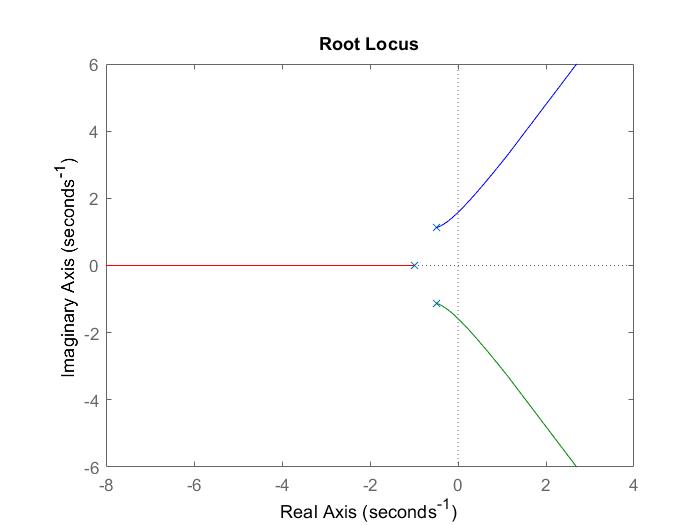 Root Locus
6
4
2
0
-2
-4
-6
Imaginary Axis (seconds⁻¹)
-8 -6 -4 -2 0 2 4
Real Axis (seconds⁻¹)